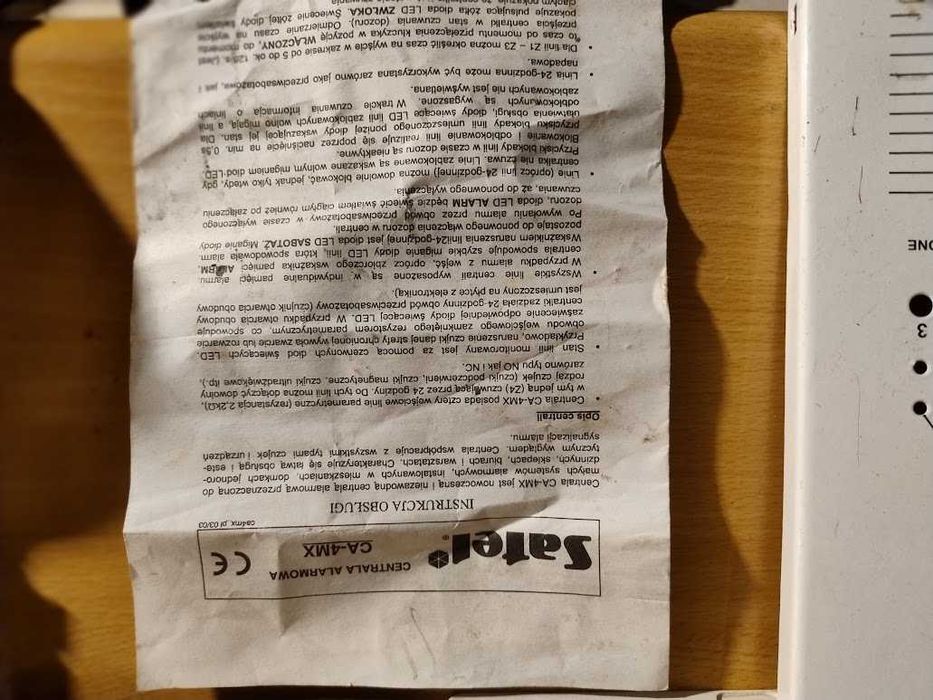 Satel®
CENTRALA ALARMOWA
CA-4MX
CE
ca4mx_pl 03/03
INSTRUKCJA OBSŁUGI
Centrala CA-4MX jest nowoczesną i niezawodną centralą alarmową przeznaczoną do
małych systemów alarmowych, instalowanych w mieszkaniach, domkach jednoro-
dzinnych, sklepach, biurach i warsztatach. Charakteryzuje się łatwą obsługą i este-
tycznym wyglądem. Centrala współpracuje z wszystkimi typami czujek i urządzeń
sygnalizacji alarmu.
Opis centrali
• Centrala CA-4MX posiada cztery wejściowe linie parametryczne (rezystancja 2,2kΩ),
w tym jedną (Z4) czuwającą przez 24 godziny. Do tych linii można dołączyć dowolny
rodzaj czujek (czujki podczerwieni, czujki magnetyczne, czujki ultradźwiękowe itp.),
zarówno typu NO jak i NC.
• Stan linii monitorowany jest za pomocą czerwonych diod świecących LED.
Przykładowo, naruszenie czujki danej strefy chronionej wywoła zwarcie lub rozwarcie
obwodu wejściowego zamkniętego rezystorem parametrycznym, co spowoduje
zaświecenie odpowiedniej diody świecącej LED. W przypadku otwarcia obudowy
centrali zadziała 24-godzinny obwód przeciwsabotażowy (czujnik otwarcia obudowy
jest umieszczony na płytce z elektroniką).
• Wszystkie linie centrali wyposażone są w indywidualne pamięci alarmu
W przypadku alarmu z wejść, oprócz zbiorczego wskaźnika pamięci ALARM,
centrala spowoduje szybkie miganie diody LED linii, która spowodowała alarm.
Wskaźnikiem naruszenia linii24-godzinnej jest dioda LED SABOTAŻ. Miganie diody
pozostaje do ponownego włączenia dozoru w centrali.
Po wywołaniu alarmu przez obwód przeciwsabotażowy w czasie wyłączonego
dozoru, dioda LED ALARM będzie świecić światłem ciągłym również po załączeniu
czuwania, aż do ponownego wyłączenia.
• Linie (oprócz linii 24-godzinnej) można dowolnie blokować, jednak tylko wtedy, gdy
centralka nie czuwa. Linie zablokowane są wskazane wolnym miganiem diod LED.
Przyciski blokady linii w czasie dozoru są nieaktywne.
Blokowanie i odblokowanie linii realizuje się poprzez naciśnięcie na min. 0,5s
przycisku blokady linii umieszczonego poniżej diody wskazującej jej stan. Dla
ułatwienia obsługi, diody świecące LED linii zablokowanych wolno migają, a linii
odblokowanych są wygaszone. W trakcie czuwania informacja o liniach
zablokowanych nie jest wyświetlana.
• Linia 24-godzinna może być wykorzystana zarówno jako przeciwsabotażowa, jak i
napadowa.
• Dla linii Z1 – Z3 można określić czas na wyjście w zakresie od 5 do ok. 125 s. (Jest
to czas od momentu przełączenia kluczyka w pozycję WŁĄCZONY, do momentu
przejścia centralki w stan czuwania (dozoru). Odmierzanie czasu na wyjście
pokazuje pulsująca żółta dioda LED ZWŁOKA. Świecenie żółtej diody
3